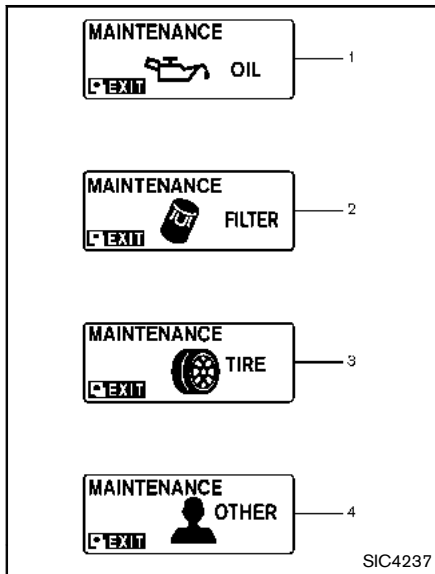 MAINTENANCE
OIL
1
EXIT
MAINTENANCE
FILTER
2
EXIT
MAINTENANCE
TIRE
3
EXIT
MAINTENANCE
OTHER
4
EXIT
SIC4237